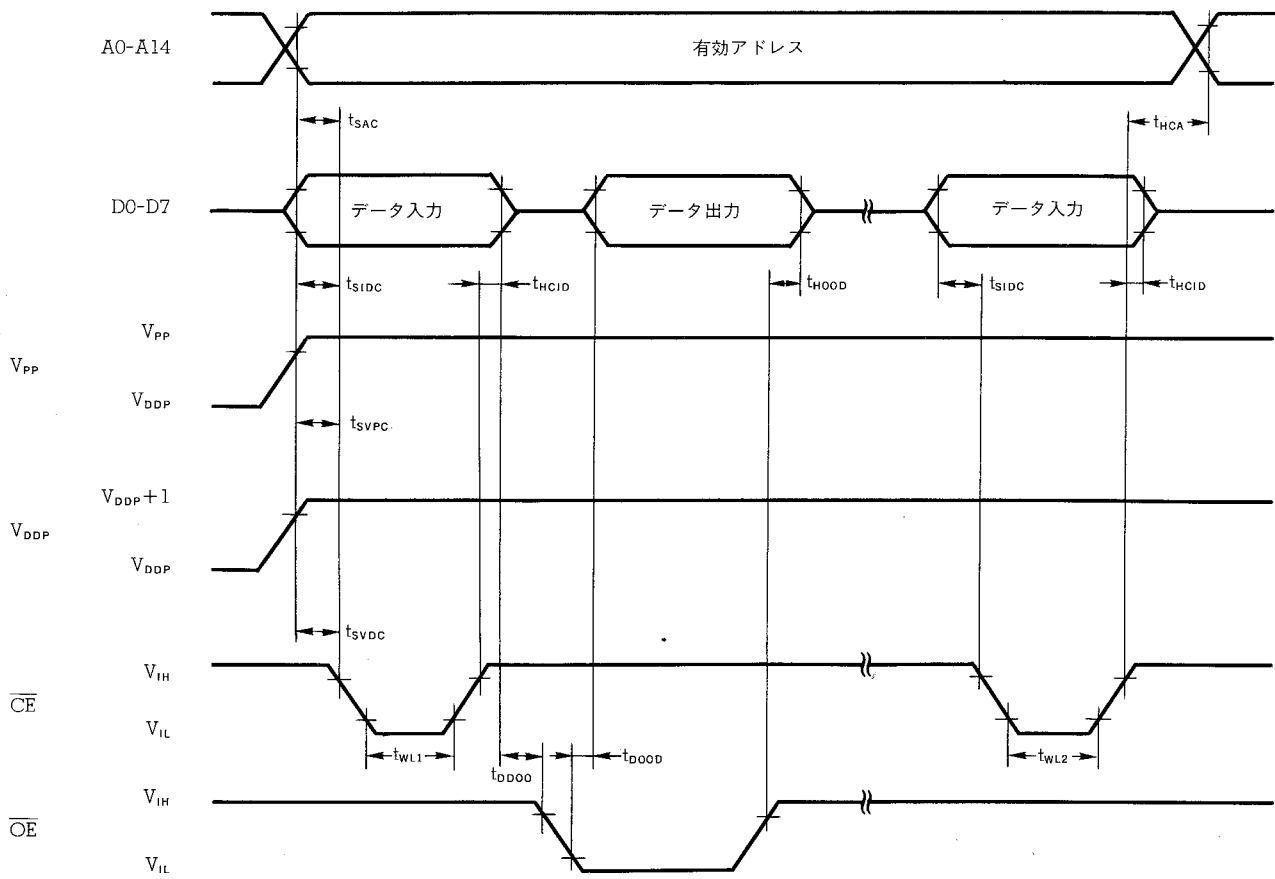 A0-A14
有効アドレス
tSAC
tHCA
D0-D7
データ入力
データ出力
データ入力
tSIDC
tHCID
tHOOD
tSIDC
tHCID
VPP
VPP
VDDP
tSVPC
VDDP+1
VDDP
VDDP
tSVDC
VIH
CE
VIL
tWL1
tDDOO
tDOOD
tWL2
VIH
OE
VIL